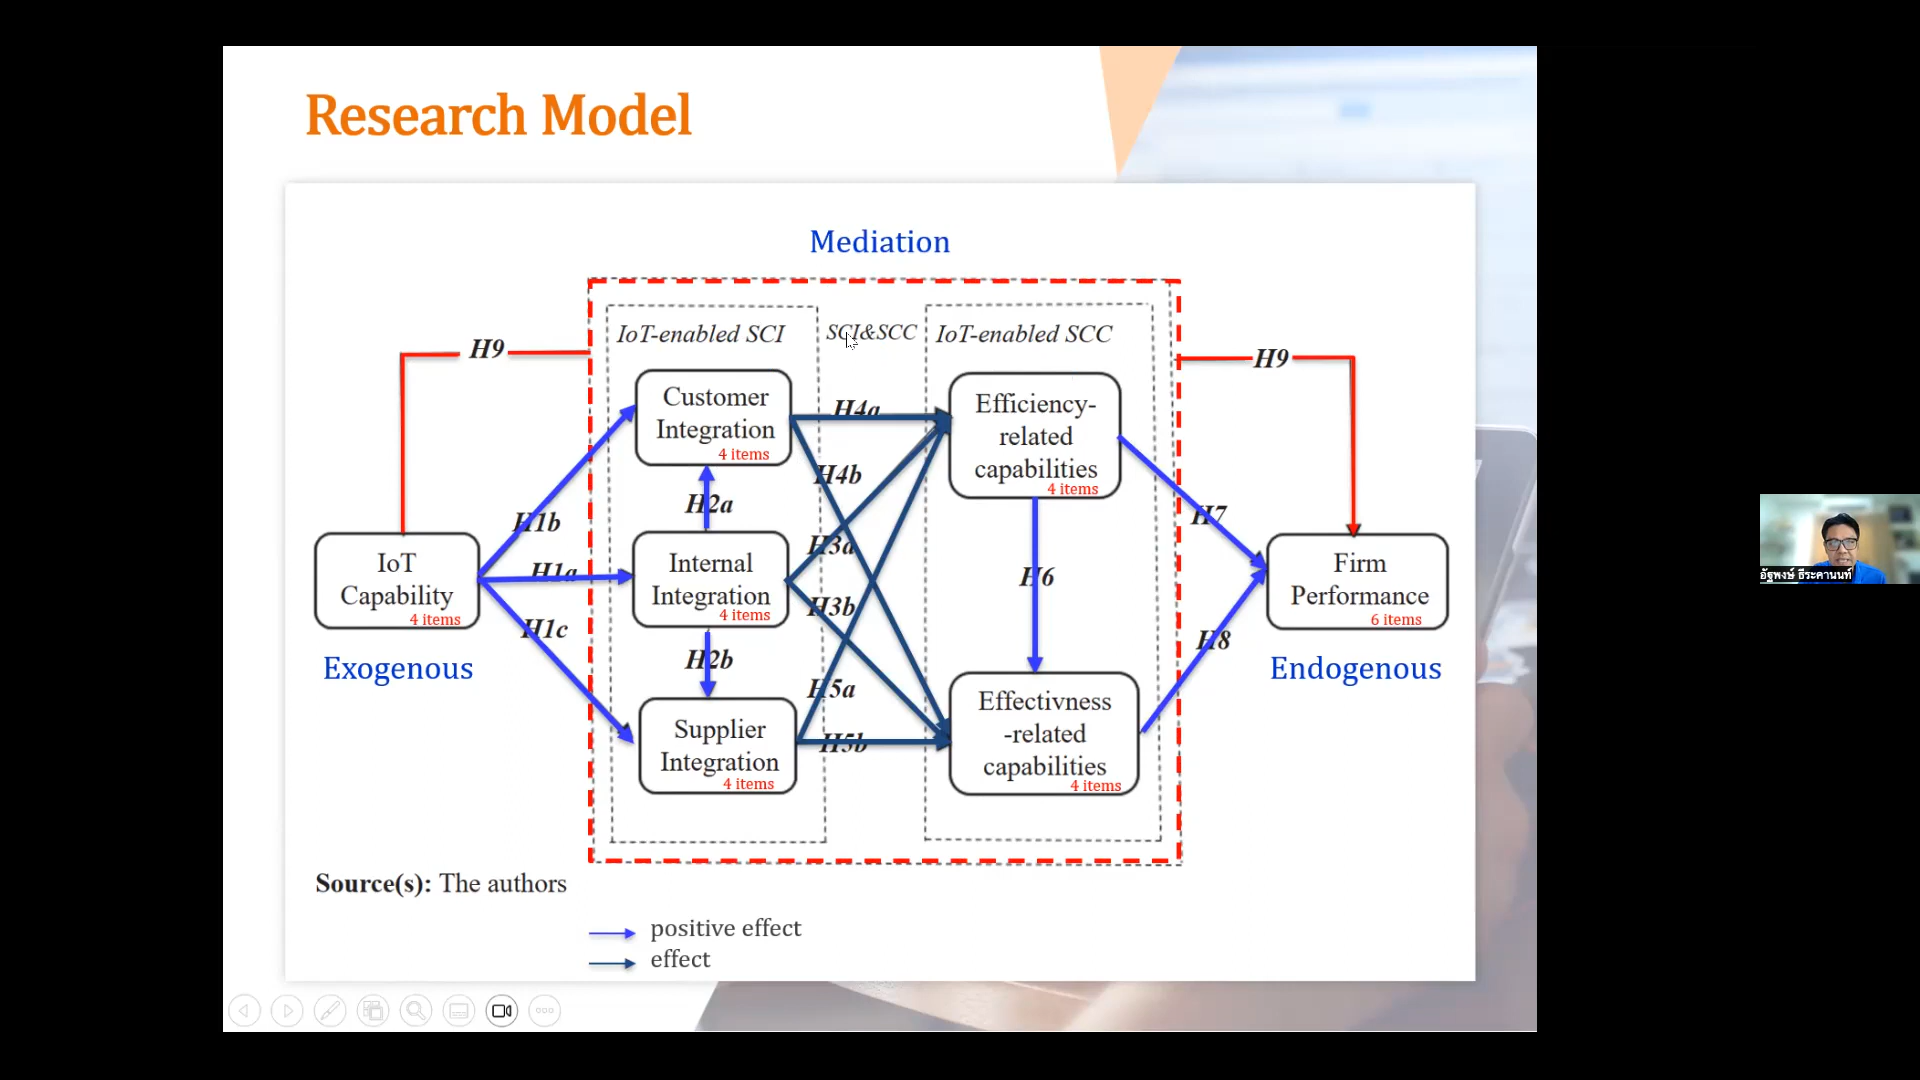 Research Model
Mediation
IoT-enabled SCI
SCI&SCC
IoT-enabled SCC
H9
H9
Customer
Integration
4 items
H4a
Efficiency-
related
capabilities
4 items
H4b
H2a
H1b
H7
H3a
IoT
Capability
4 items
H1a
Internal
Integration
4 items
H6
Firm
Performance
6 items
H3b
H1c
H8
Exogenous
H2b
Endogenous
H5a
Supplier
Integration
4 items
H5b
Effectivness
-related
capabilities
4 items
Source(s): The authors
positive effect
effect
อัฐพงษ์ ธีระคานนท์